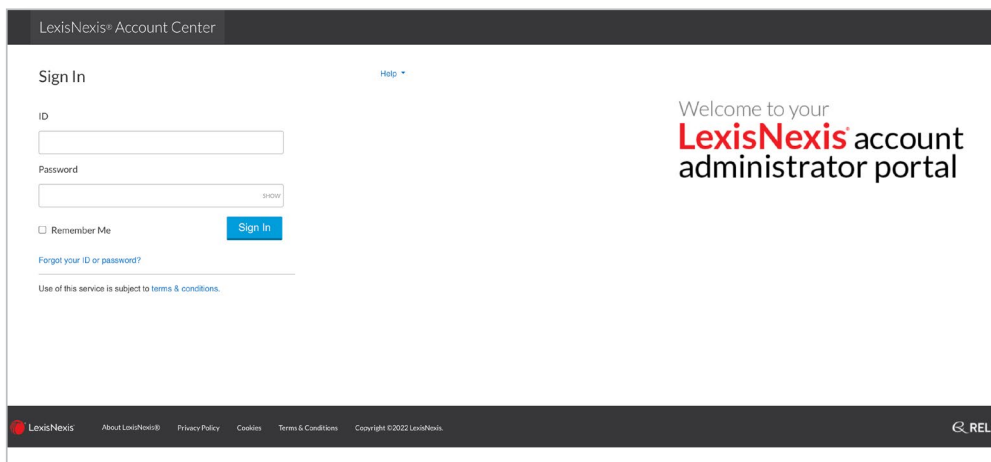 LexisNexis® Account Center
Sign In
Help
ID
Password
SHOW
Remember Me
Sign In
Forgot your ID or password?
Use of this service is subject to terms & conditions.
Welcome to your
LexisNexis® account
administrator portal
LexisNexis® About LexisNexis® Privacy Policy Cookies Terms & Conditions Copyright ©2022 LexisNexis. REL